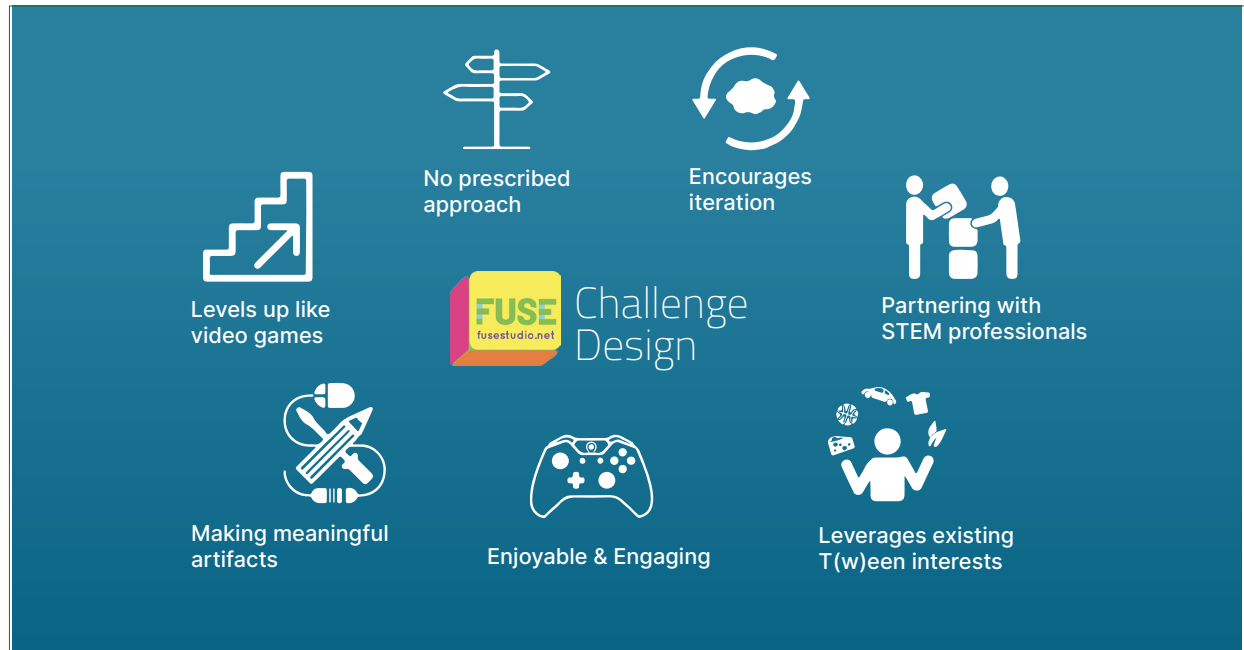 No prescribed
approach
Encourages
iteration
Levels up like
video games
FUSE
fusestudio.net
Challenge
Design
Partnering with
STEM professionals
Making meaningful
artifacts
Enjoyable & Engaging
Leverages existing
T(w)een interests